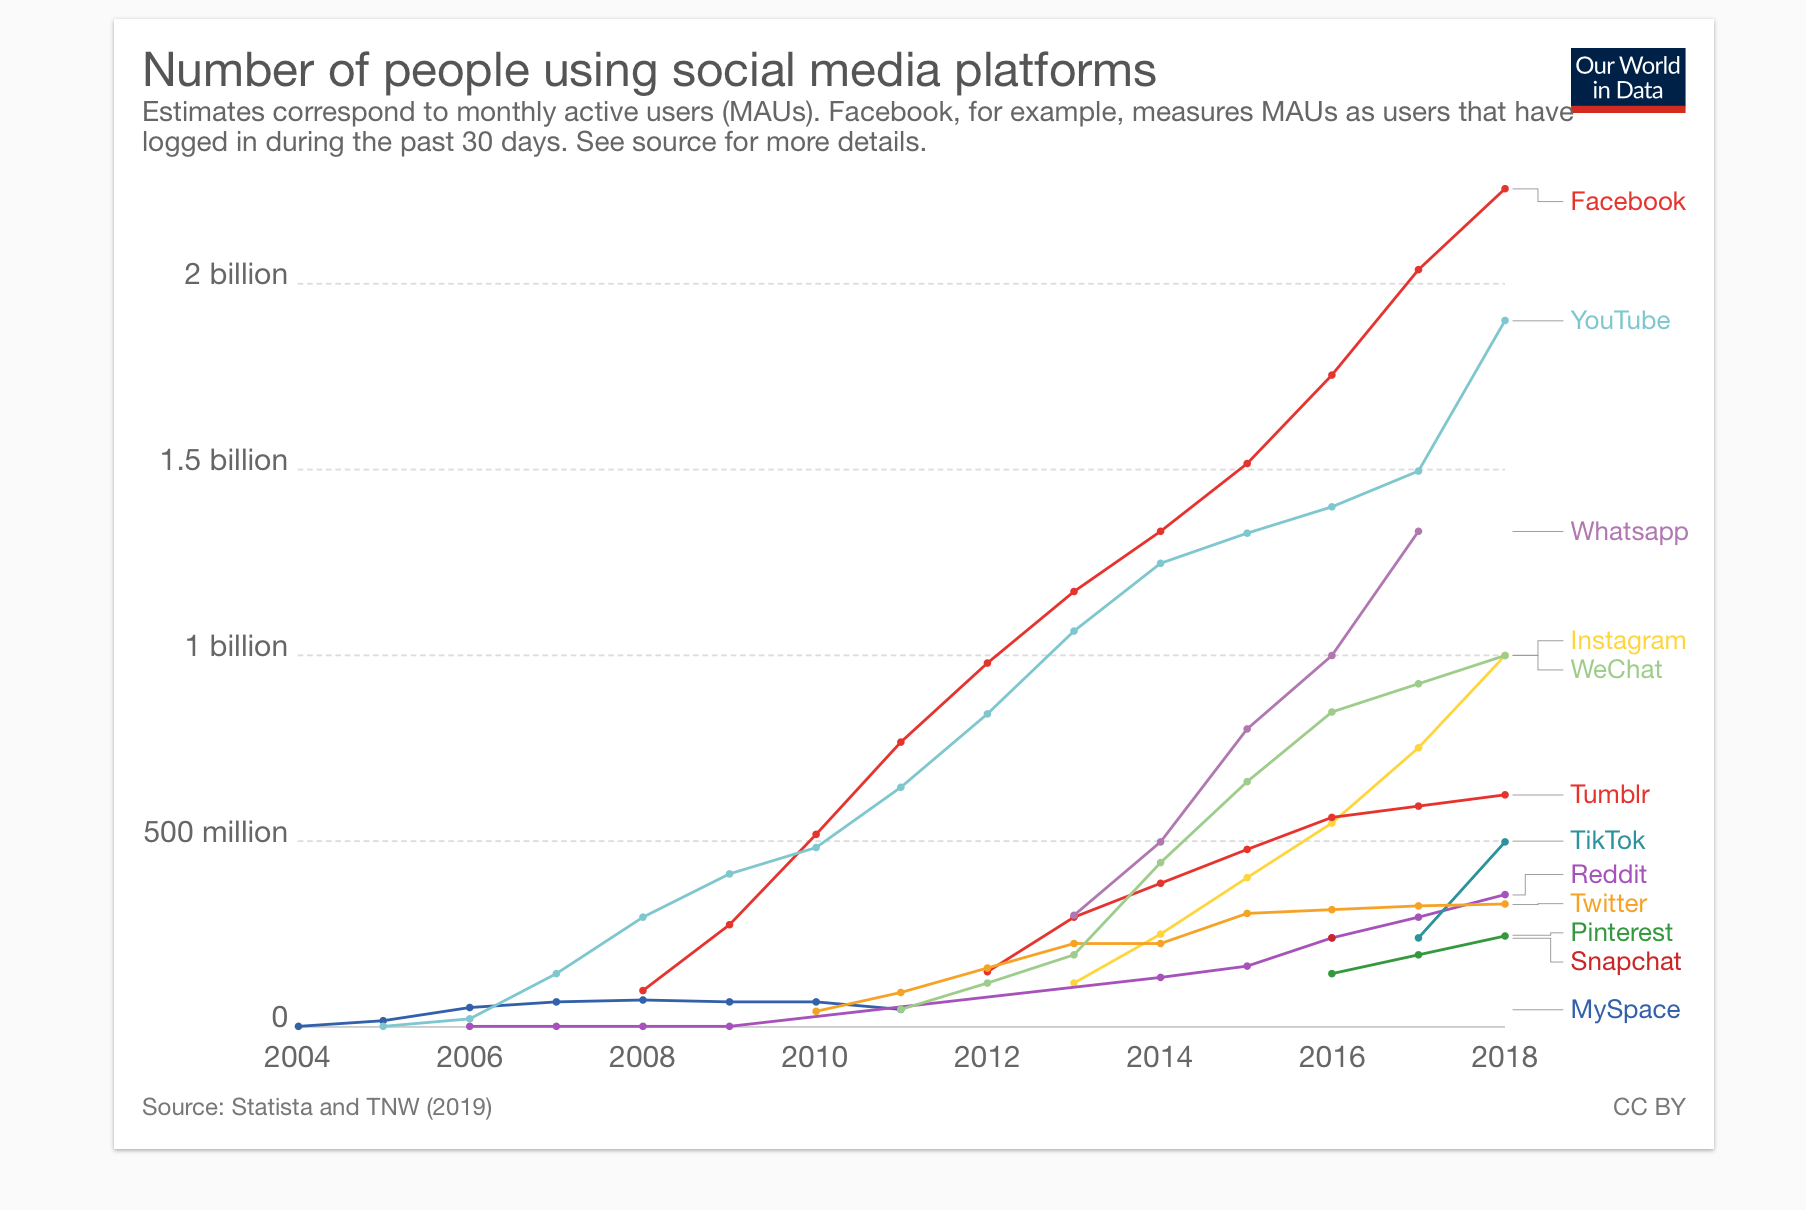 Number of people using social media platforms
Our World
in Data
Estimates correspond to monthly active users (MAUs). Facebook, for example, measures MAUs as users that have
logged in during the past 30 days. See source for more details.
Facebook
2 billion
YouTube
1.5 billion
Whatsapp
1 billion
Instagram
WeChat
Tumblr
500 million
TikTok
Reddit
Twitter
Pinterest
Snapchat
MySpace
0
2004 2006 2008 2010 2012 2014 2016 2018
Source: Statista and TNW (2019)
CC BY